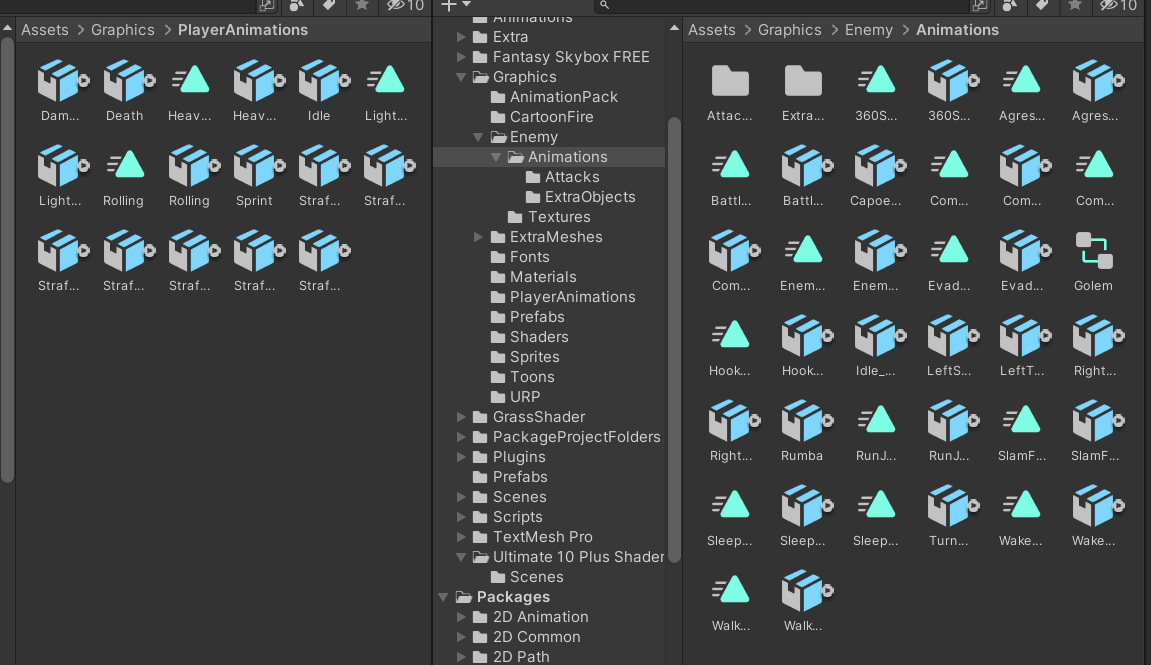 10
10
Assets > Graphics > PlayerAnimations
Dam...
Death
Heav...
Heav...
Idle
Light...
Light...
Rolling
Rolling
Sprint
Straf...
Straf...
Straf...
Straf...
Straf...
Straf...
Straf...
Animations
Extra
Fantasy Skybox FREE
Graphics
AnimationPack
CartoonFire
Enemy
Animations
Attacks
ExtraObjects
Textures
ExtraMeshes
Fonts
Materials
PlayerAnimations
Prefabs
Shaders
Sprites
Toons
URP
GrassShader
PackageProjectFolders
Plugins
Prefabs
Scenes
Scripts
TextMesh Pro
Ultimate 10 Plus Shader
Scenes
Packages
2D Animation
2D Common
2D Path
Assets > Graphics > Enemy > Animations
Attac...
Extra...
360S...
360S...
Agres...
Agres...
Battl...
Battl...
Capoe...
Com...
Com...
Com...
Com...
Enem...
Enem...
Evad...
Evad...
Golem
Hook...
Hook...
Idle_...
LeftS...
LeftT...
Right...
Right...
Rumba
RunJ...
RunJ...
SlamF...
SlamF...
Sleep...
Sleep...
Sleep...
Turn...
Wake...
Wake...
Walk...
Walk...